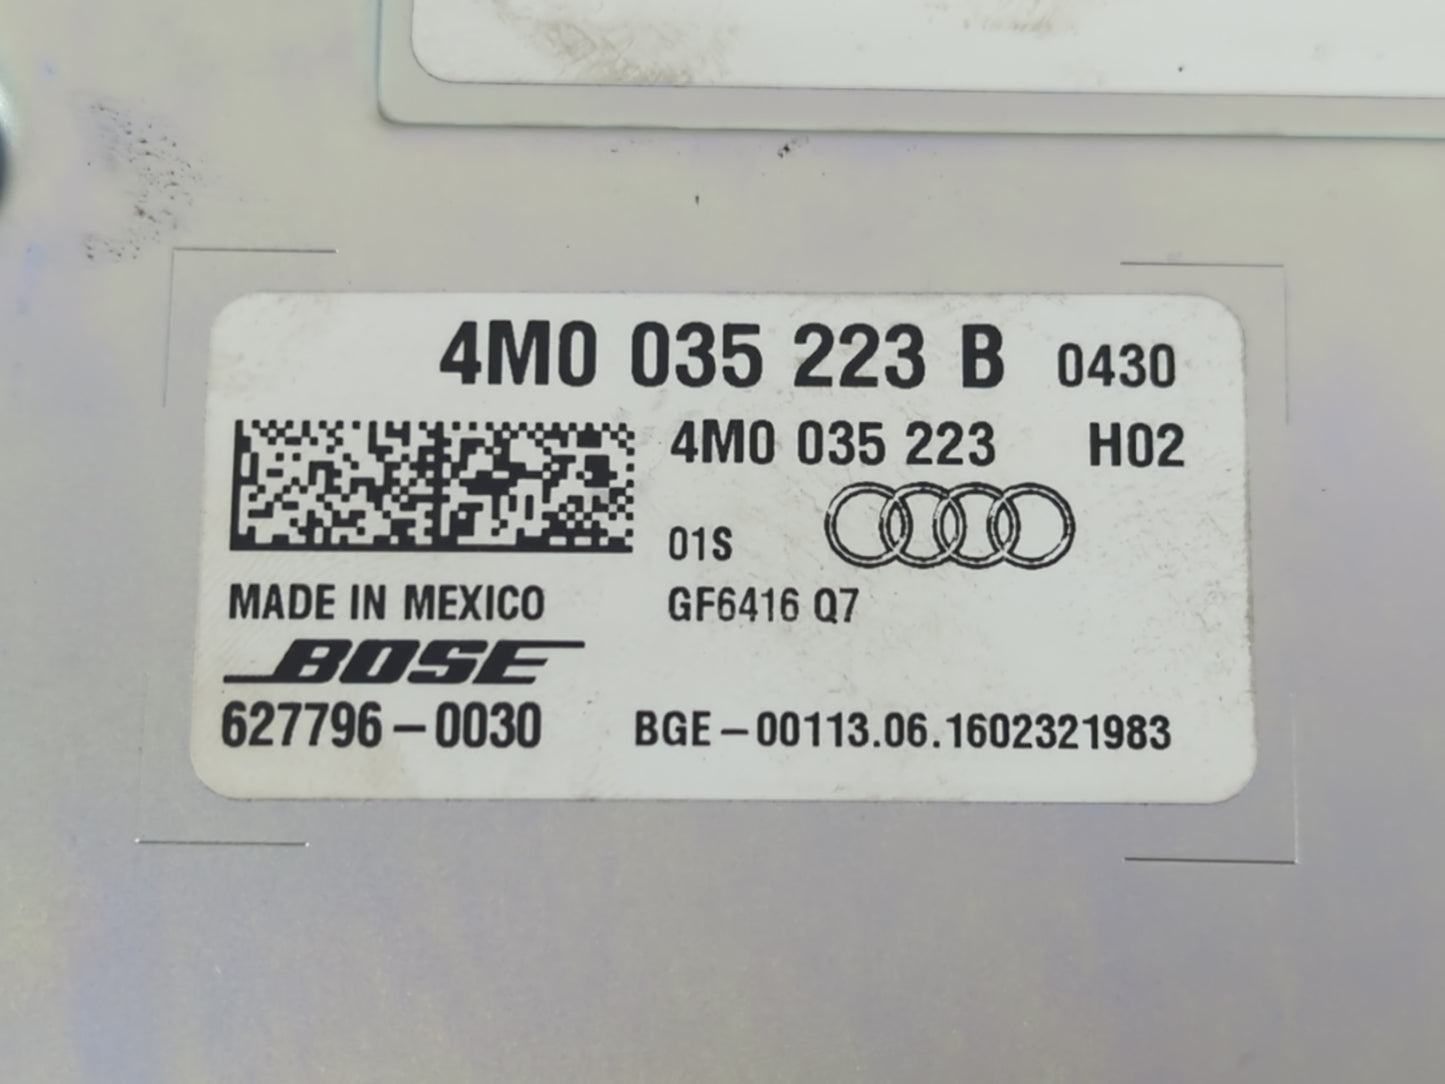 4M0 035 223 B 0430
4M0 035 223 H02
01S
MADE IN MEXICO
GF6416 Q7
BOSE
627796-0030
BGE-00113.06.1602321983